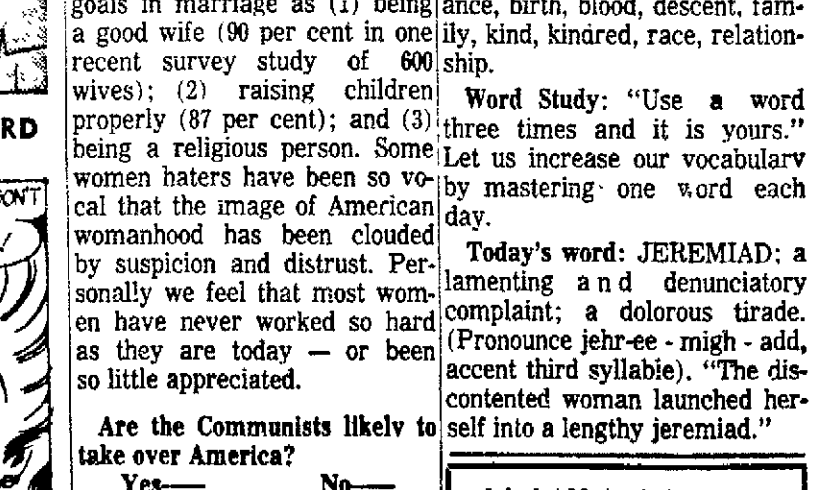 RD
ON'T
goals in marriage as (1) being
a good wife (90 per cent in one
recent survey study of 600
wives); (2) raising children
properly (87 per cent); and (3)
being a religious person. Some
women haters have been so vo-
cal that the image of American
womanhood has been clouded
by suspicion and distrust. Per-
sonally we feel that most wom-
en have never worked so hard
as they are today — or been
so little appreciated.
Are the Communists likely to
take over America?
Yes—— No——
ance, birth, blood, descent, fam-
ily, kind, kindred, race, relation-
ship.
Word Study: "Use a word
three times and it is yours."
Let us increase our vocabulary
by mastering one word each
day.
Today's word: JEREMIAD; a
lamenting and denunciatory
complaint; a dolorous tirade.
(Pronounce jehr-ee - migh - add,
accent third syllable). "The dis-
contented woman launched her-
self into a lengthy jeremiad."